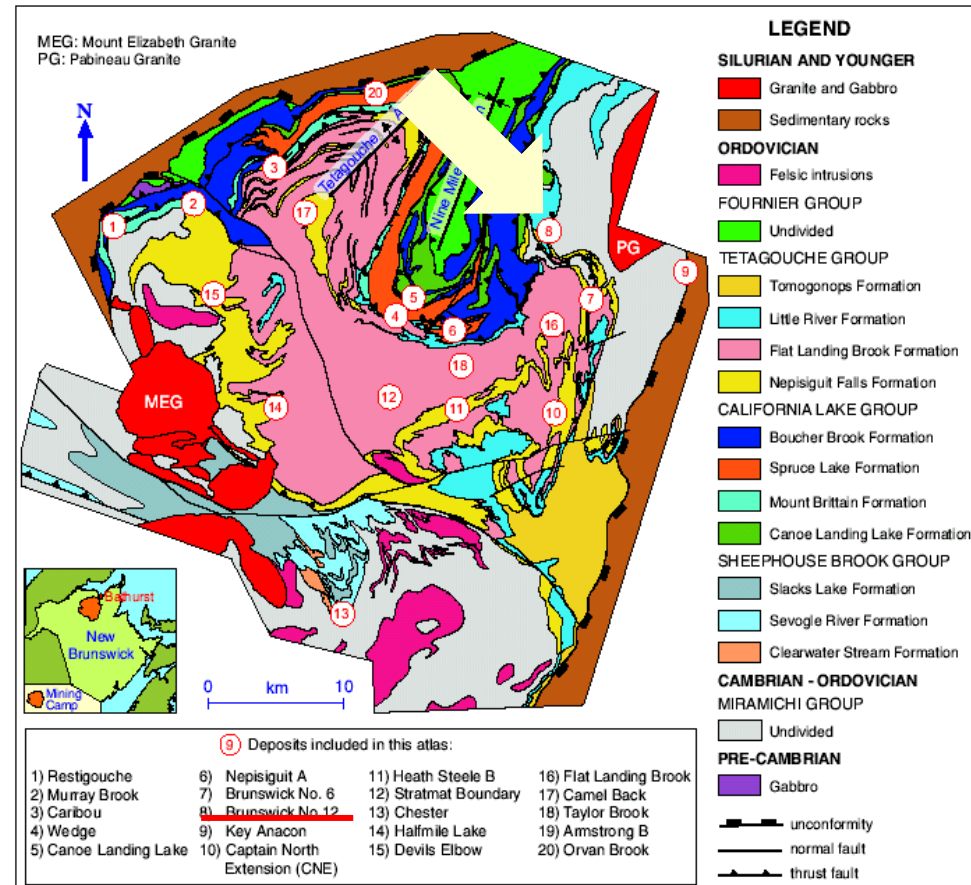 MEG: Mount Elizabeth Granite
PG: Pabineau Granite
N
20
3
17
2
1
15
MEG
14
Tetagouche A
Nine Mile
8
PG
9
7
5
4
6
16
18
12
11
10
13
Bathurst
New
Brunswick
Mining
Camp
0 km 10
LEGEND
SILURIAN AND YOUNGER
Granite and Gabbro
Sedimentary rocks
ORDOVICIAN
Felsic intrusions
FOURNIER GROUP
Undivided
TETAGOUCHE GROUP
Tomogonops Formation
Little River Formation
Flat Landing Brook Formation
Nepisiguit Falls Formation
CALIFORNIA LAKE GROUP
Boucher Brook Formation
Spruce Lake Formation
Mount Brittain Formation
Canoe Landing Lake Formation
SHEEPHOUSE BROOK GROUP
Slacks Lake Formation
Sevogle River Formation
Clearwater Stream Formation
CAMBRIAN - ORDOVICIAN
MIRAMICHI GROUP
Undivided
PRE-CAMBRIAN
Gabbro
unconformity
normal fault
thrust fault
9 Deposits included in this atlas:
1) Restigouche
2) Murray Brook
3) Caribou
4) Wedge
5) Canoe Landing Lake
6) Nepisiguit A
7) Brunswick No. 6
8) Brunswick No. 12
9) Key Anacon
10) Captain North
Extension (CNE)
11) Heath Steele B
12) Stratmat Boundary
13) Chester
14) Halfmile Lake
15) Devils Elbow
16) Flat Landing Brook
17) Camel Back
18) Taylor Brook
19) Armstrong B
20) Orvan Brook